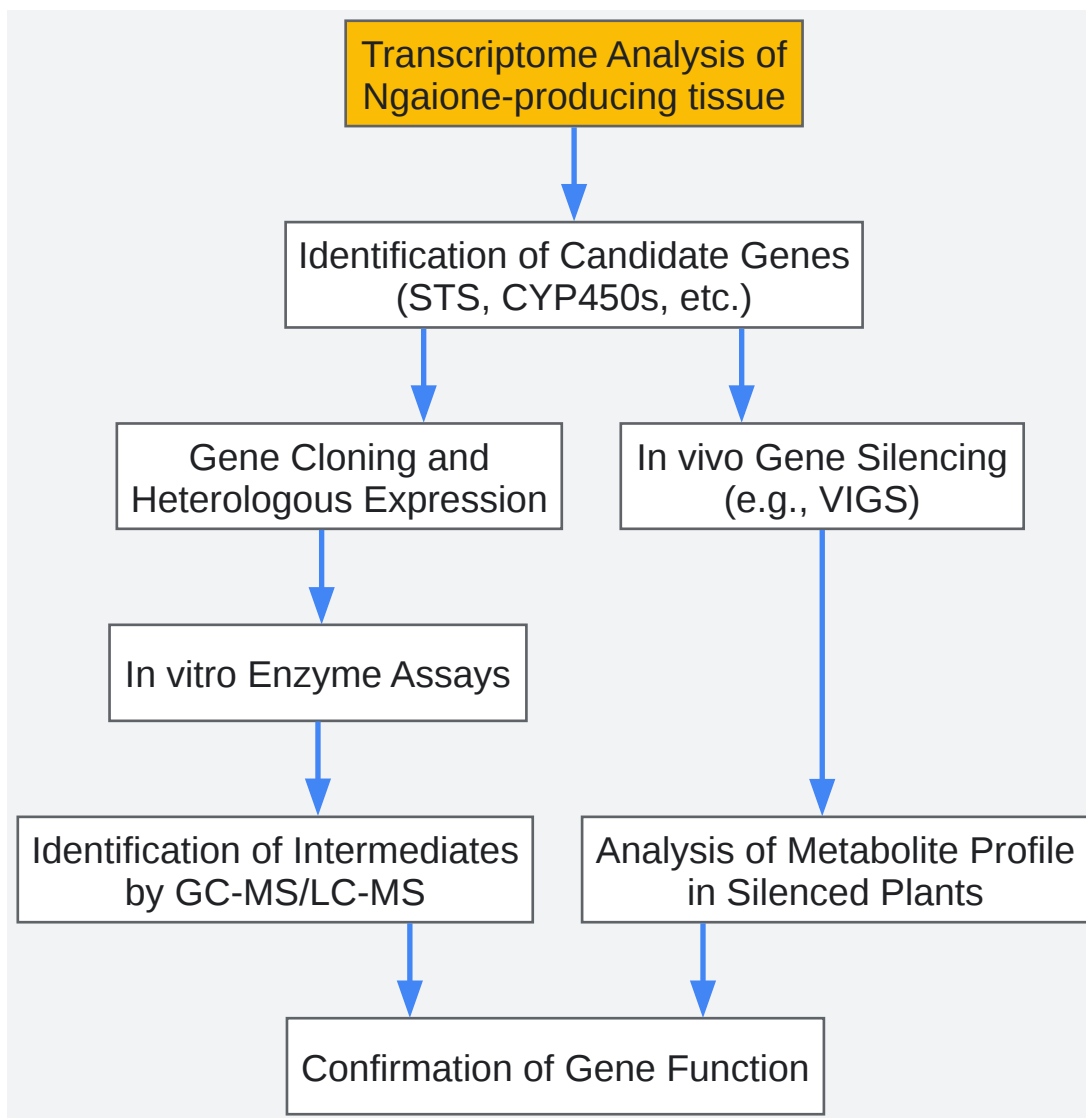 Transcriptome Analysis of
Ngaione-producing tissue
Identification of Candidate Genes
(STS, CYP450s, etc.)
Gene Cloning and
Heterologous Expression
In vivo Gene Silencing
(e.g., VIGS)
In vitro Enzyme Assays
Identification of Intermediates
by GC-MS/LC-MS
Analysis of Metabolite Profile
in Silenced Plants
Confirmation of Gene Function